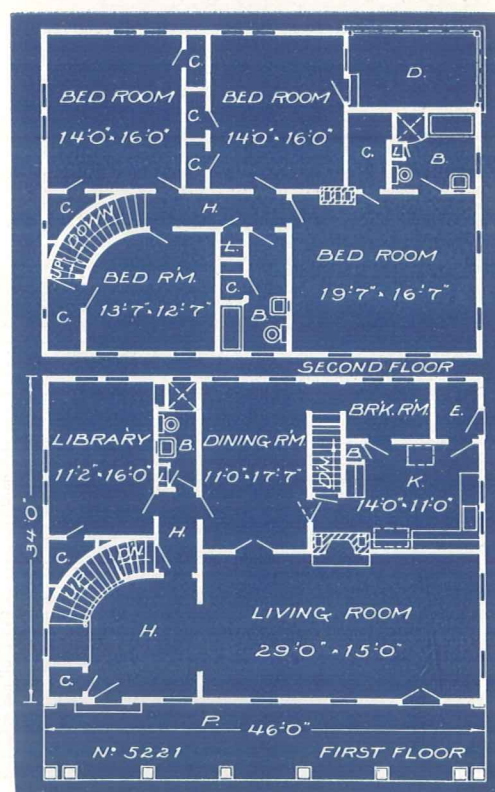 C.
BED ROOM
14'-0" x 16'-0"
C.
C.
BED ROOM
14'-0" x 16'-0"
D.
C.
L.
B.
C.
DOWN
UP
H.
BED R'M.
13'-7" x 12'-7"
C.
L.
C.
B.
BED ROOM
19'-7" x 16'-7"
SECOND FLOOR
LIBRARY
11'-2" x 16'-0"
B.
L.
DINING R'M.
11'-0" x 17'-7"
BRK. R'M.
E.
DN.
B.
K.
14'-0" x 11'-0"
34'-0"
C.
UP
DN.
H.
H.
LIVING ROOM
29'-0" x 15'-0"
C.
P.
46'-0"
Nº 5221
FIRST FLOOR